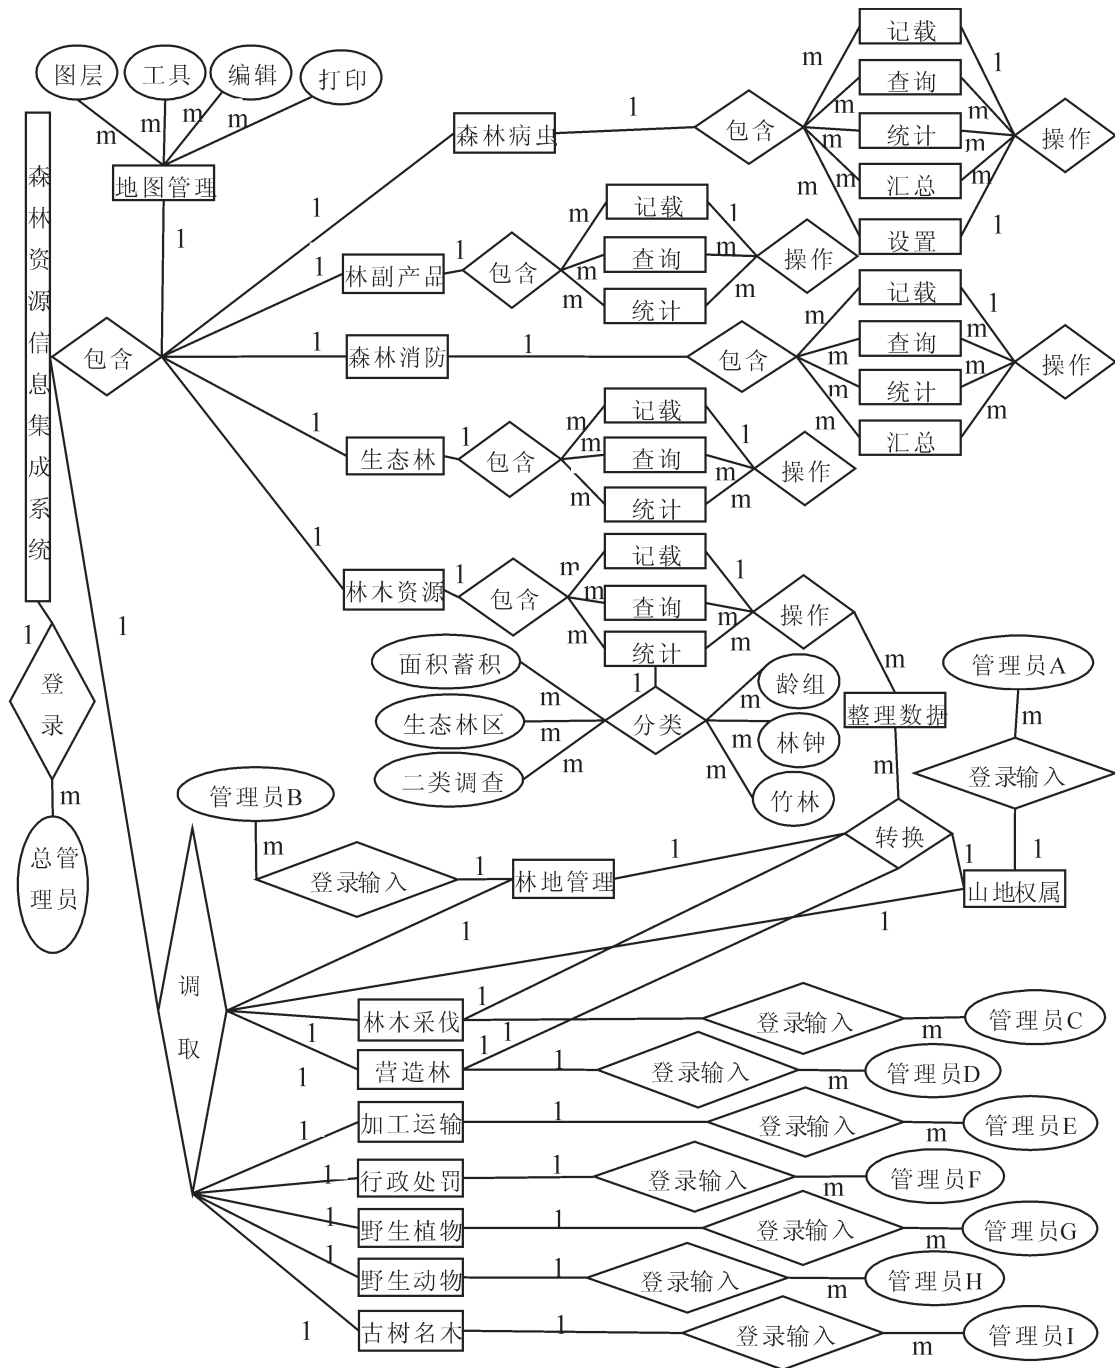 图层
工具
编辑
打印
m
m
m
m
地图管理
1
森林资源信息集成系统
包含
1
森林病虫
1
包含
m
m
m
m
m
记载
查询
统计
汇总
设置
1
m
m
m
1
操作
1
林副产品
1
包含
m
m
m
记载
查询
统计
1
m
m
操作
1
森林消防
1
包含
m
m
m
m
记载
查询
统计
汇总
1
m
m
m
操作
1
生态林
1
包含
m
m
m
记载
查询
统计
1
m
m
操作
1
林木资源
1
包含
m
m
m
记载
查询
统计
1
m
m
操作
m
整理数据
m
转换
1
分类
面积蓄积
生态林区
二类调查
m
m
m
龄组
林钟
竹林
m
m
m
管理员A
m
登录输入
1
山地权属
1
1
1
登录
m
总管理员
1
调取
管理员B
m
登录输入
1
林地管理
1
1
林木采伐
1
1
登录输入
m
管理员C
1
营造林
1
1
登录输入
m
管理员D
1
1
加工运输
1
登录输入
m
管理员E
1
行政处罚
1
登录输入
m
管理员F
1
野生植物
1
登录输入
m
管理员G
1
野生动物
1
登录输入
m
管理员H
1
古树名木
1
登录输入
m
管理员I